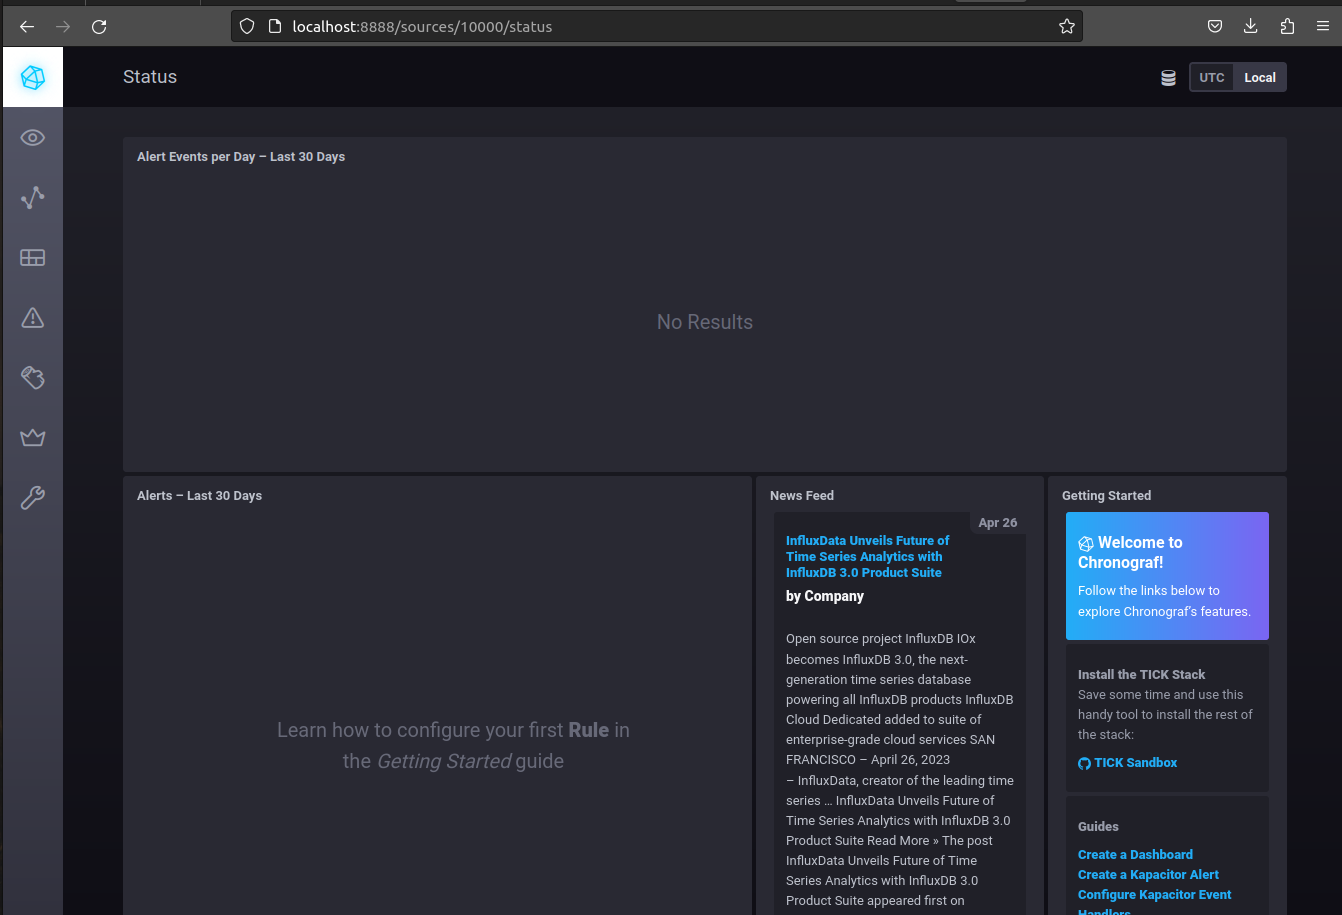 localhost:8888/sources/10000/status
Status
UTC
Local
Alert Events per Day – Last 30 Days
No Results
Alerts – Last 30 Days
Learn how to configure your first Rule in
the Getting Started guide
News Feed
Apr 26
InfluxData Unveils Future of
Time Series Analytics with
InfluxDB 3.0 Product Suite
by Company
Open source project InfluxDB IOx
becomes InfluxDB 3.0, the next-
generation time series database
powering all InfluxDB products InfluxDB
Cloud Dedicated added to suite of
enterprise-grade cloud services SAN
FRANCISCO – April 26, 2023
– InfluxData, creator of the leading time
series … InfluxData Unveils Future of
Time Series Analytics with InfluxDB 3.0
Product Suite Read More » The post
InfluxData Unveils Future of Time
Series Analytics with InfluxDB 3.0
Product Suite appeared first on
Getting Started
Welcome to
Chronograf!
Follow the links below to
explore Chronograf's features.
Install the TICK Stack
Save some time and use this
handy tool to install the rest of
the stack:
TICK Sandbox
Guides
Create a Dashboard
Create a Kapacitor Alert
Configure Kapacitor Event
Handlers